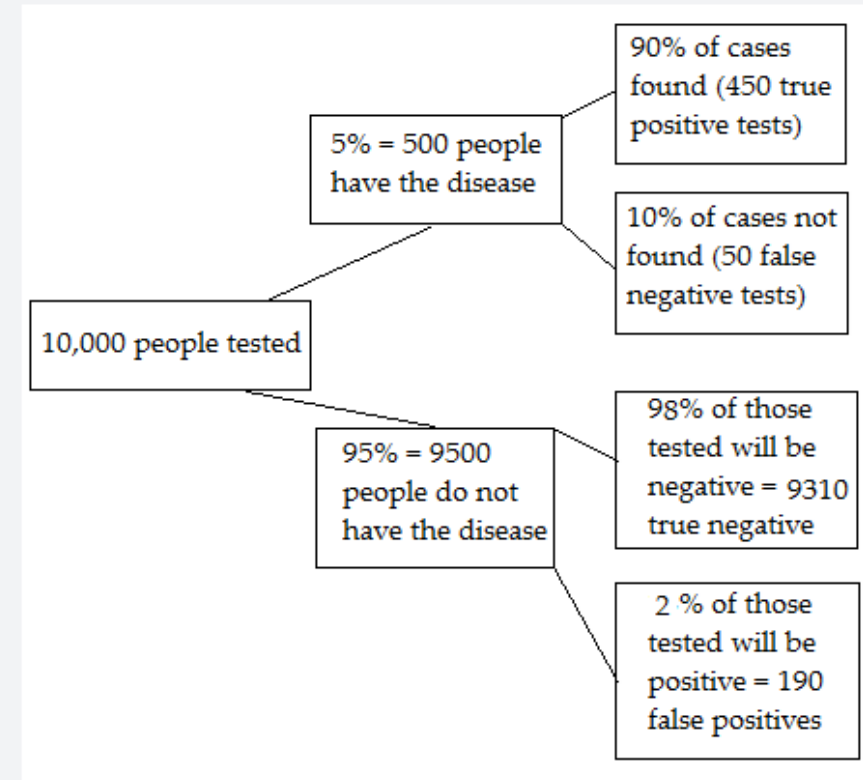 90% of cases
found (450 true
positive tests)
5% = 500 people
have the disease
10% of cases not
found (50 false
negative tests)
10,000 people tested
98% of those
tested will be
negative = 9310
true negative
95% = 9500
people do not
have the disease
2 % of those
tested will be
positive = 190
false positives